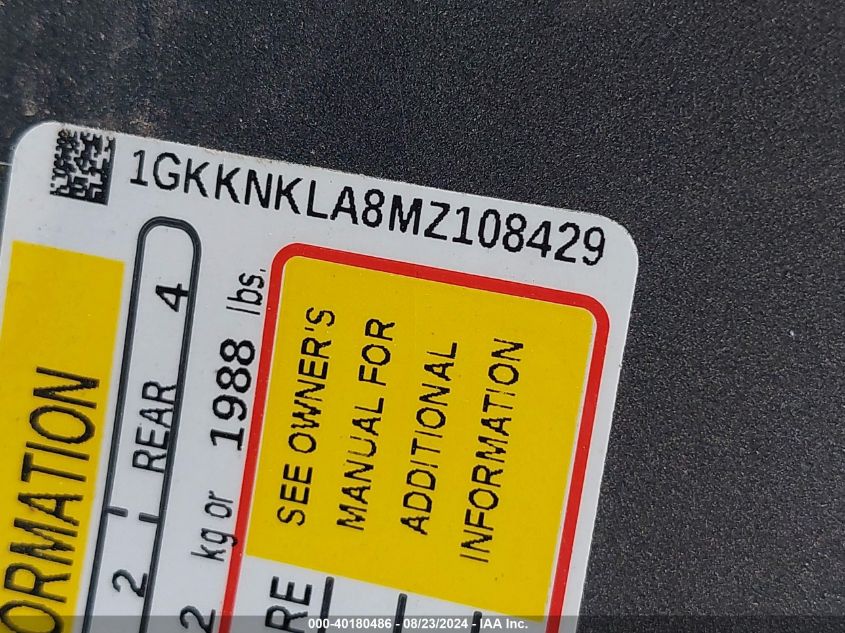 1GKKNKLA8MZ108429
ORMATION
2 REAR 4
2 kg or 1988 lbs.
SEE OWNER'S
MANUAL FOR
ADDITIONAL
INFORMATION
RE
000-40180486 - 08/23/2024 - IAA Inc.